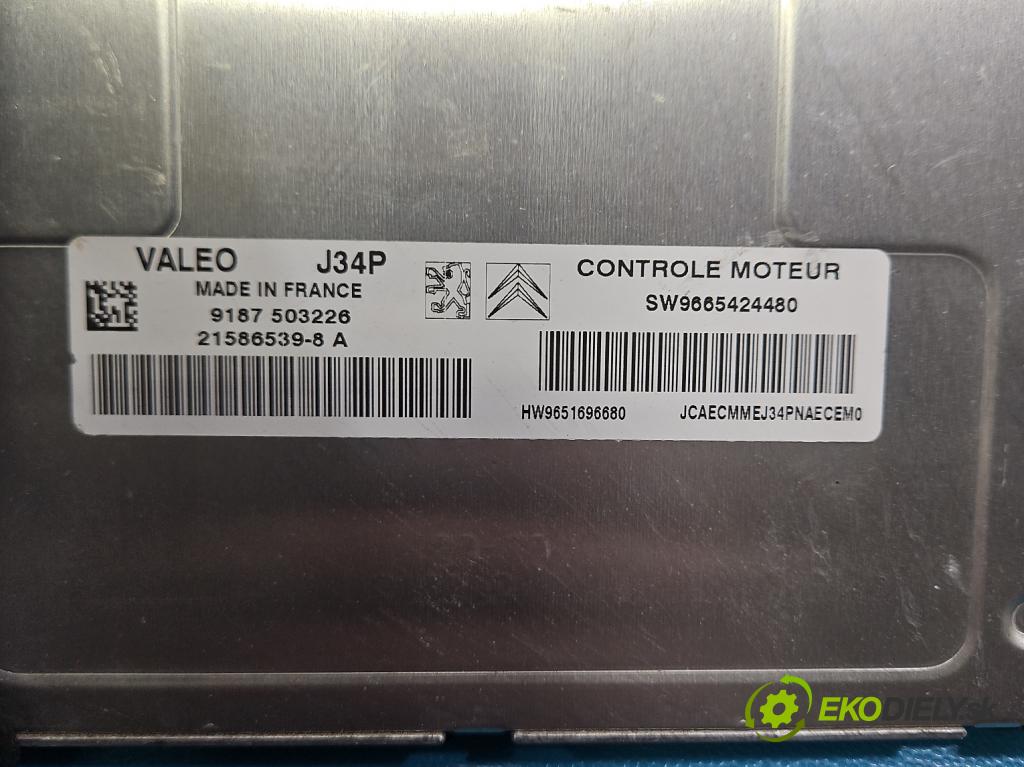 VALEO J34P
MADE IN FRANCE
9187 503226
21586539-8 A
CONTROLE MOTEUR
SW9665424480
HW9651696680 JCAECMMEJ34PNAECEM0
EKODIELY.sk